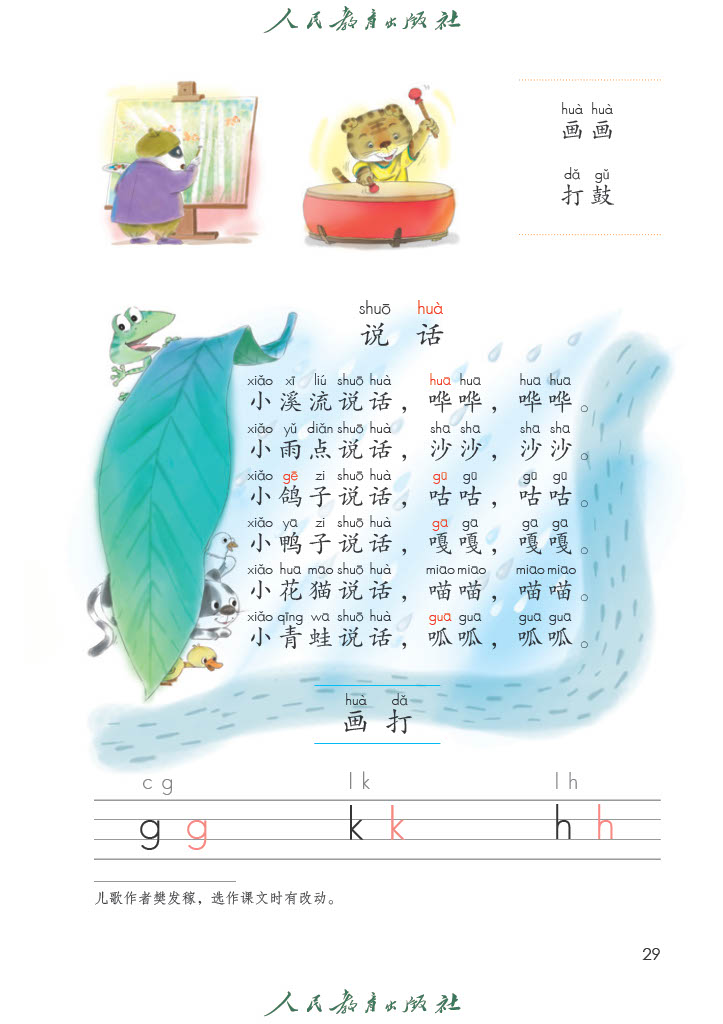 人民教育出版社
huà huà
画画
dǎ gǔ
打鼓
shuō huà
说话
xiǎo xī liú shuō huà huā huā huā huā
小溪流说话，哗哗，哗哗。
xiǎo yǔ diǎn shuō huà shā shā shā shā
小雨点说话，沙沙，沙沙。
xiǎo gē zi shuō huà gū gū gū gū
小鸽子说话，咕咕，咕咕。
xiǎo yā zi shuō huà gā gā gā gā
小鸭子说话，嘎嘎，嘎嘎。
xiǎo huā māo shuō huà miāo miāo miāo miāo
小花猫说话，喵喵，喵喵。
xiǎo qīng wā shuō huà guā guā guā guā
小青蛙说话，呱呱，呱呱。
huà dǎ
画打
c g l k l h
g g k k h h
儿歌作者樊发稼，选作课文时有改动。
29
人民教育出版社